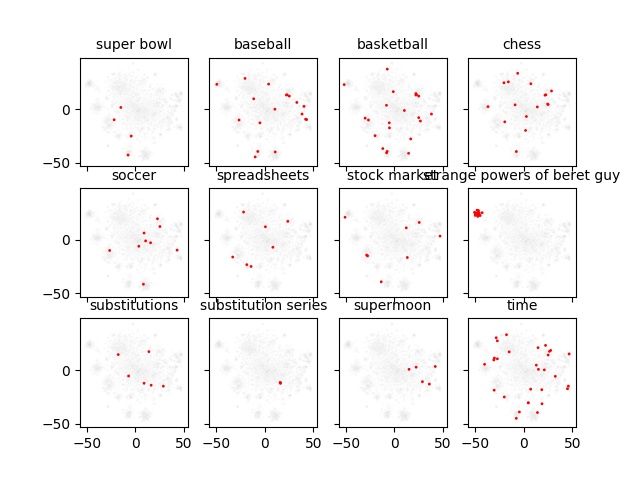 super bowl baseball basketball chess
0
−50
soccer spreadsheets stock market strange powers of beret guy
0
−50
substitutions substitution series supermoon time
0
−50
−50 0 50 −50 0 50 −50 0 50 −50 0 50